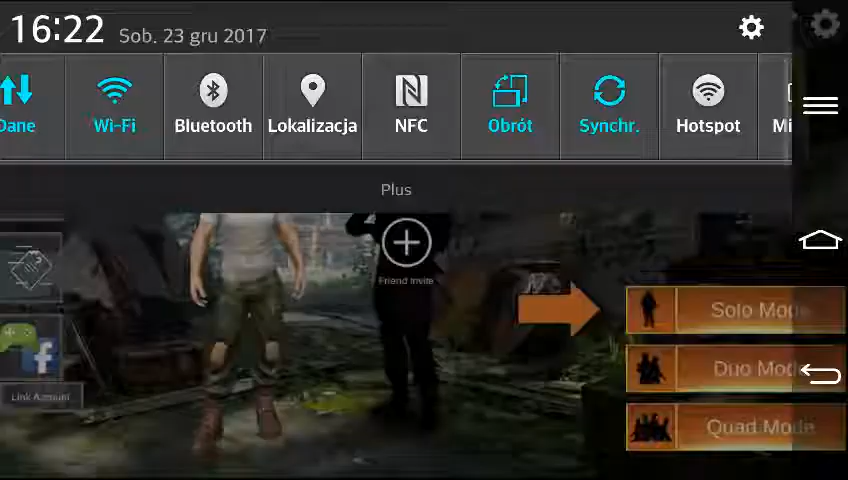 16:22 Sob. 23 gru 2017
Dane Wi-Fi Bluetooth Lokalizacja NFC Obrót Synchr. Hotspot Mi
Plus
Friend Invite
Solo Mode
Duo Mode
Link Account
Quad Mode